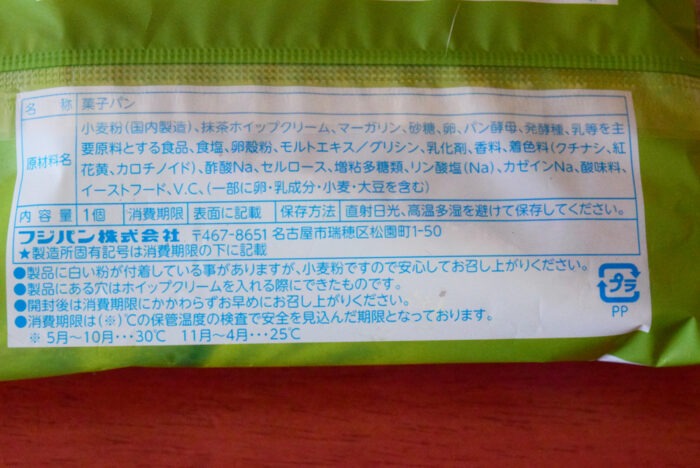 名 称 菓子パン
原材料名 小麦粉(国内製造)、抹茶ホイップクリーム、マーガリン、砂糖、卵、パン酵母、発酵種、乳等を主
要原料とする食品、食塩、卵殻粉、モルトエキス/グリシン、乳化剤、香料、着色料(クチナシ、紅
花黄、カロチノイド)、酢酸Na、セルロース、増粘多糖類、リン酸塩(Na)、カゼインNa、酸味料、
イーストフード、V.C、(一部に卵・乳成分・小麦・大豆を含む)
内容量 1個 消費期限 表面に記載 保存方法 直射日光、高温多湿を避けて保存してください。
フジパン株式会社 〒467-8651 名古屋市瑞穂区松園町1-50
★製造所固有記号は消費期限の下に記載
●製品に白い粉が付着している事がありますが、小麦粉ですので安心してお召し上がりください。
●製品にある穴はホイップクリームを入れる際にできたものです。
●開封後は消費期限にかかわらずお早めにお召し上がりください。
●消費期限は(※)℃の保管温度の検査で安全を見込んだ期限となっております。
※ 5月〜10月・・・30℃ 11月〜4月・・・25℃
プラ
PP